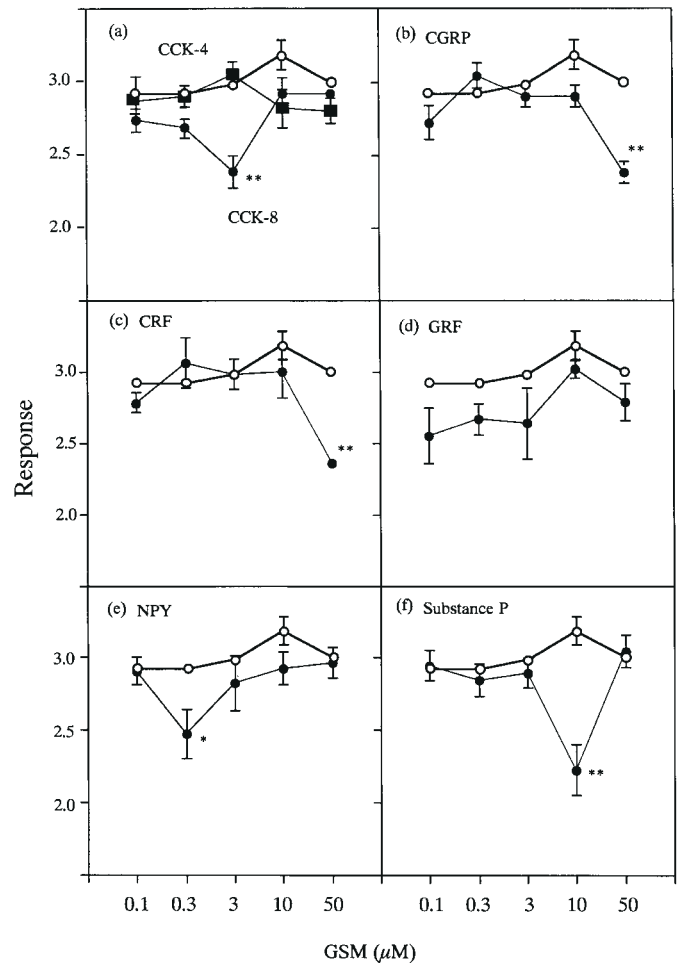 (a)
CCK-4
3.0
2.5
**
CCK-8
2.0
(b) CGRP
**
(c) CRF
3.0
2.5
**
2.0
(d) GRF
Response
(e) NPY
3.0
2.5
*
2.0
(f) Substance P
**
0.1 0.3 3 10 50
0.1 0.3 3 10 50
GSM (μM)